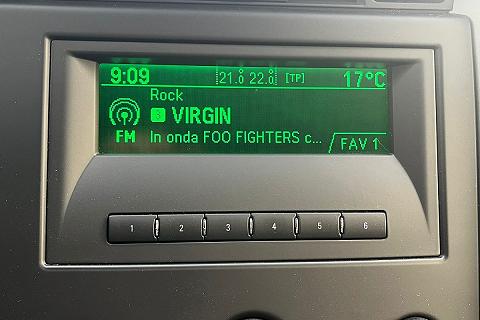 9:09 21.0 22.0 [TP] 17°C
Rock
3 VIRGIN
FM In onda FOO FIGHTERS c... FAV 1
1 2 3 4 5 6